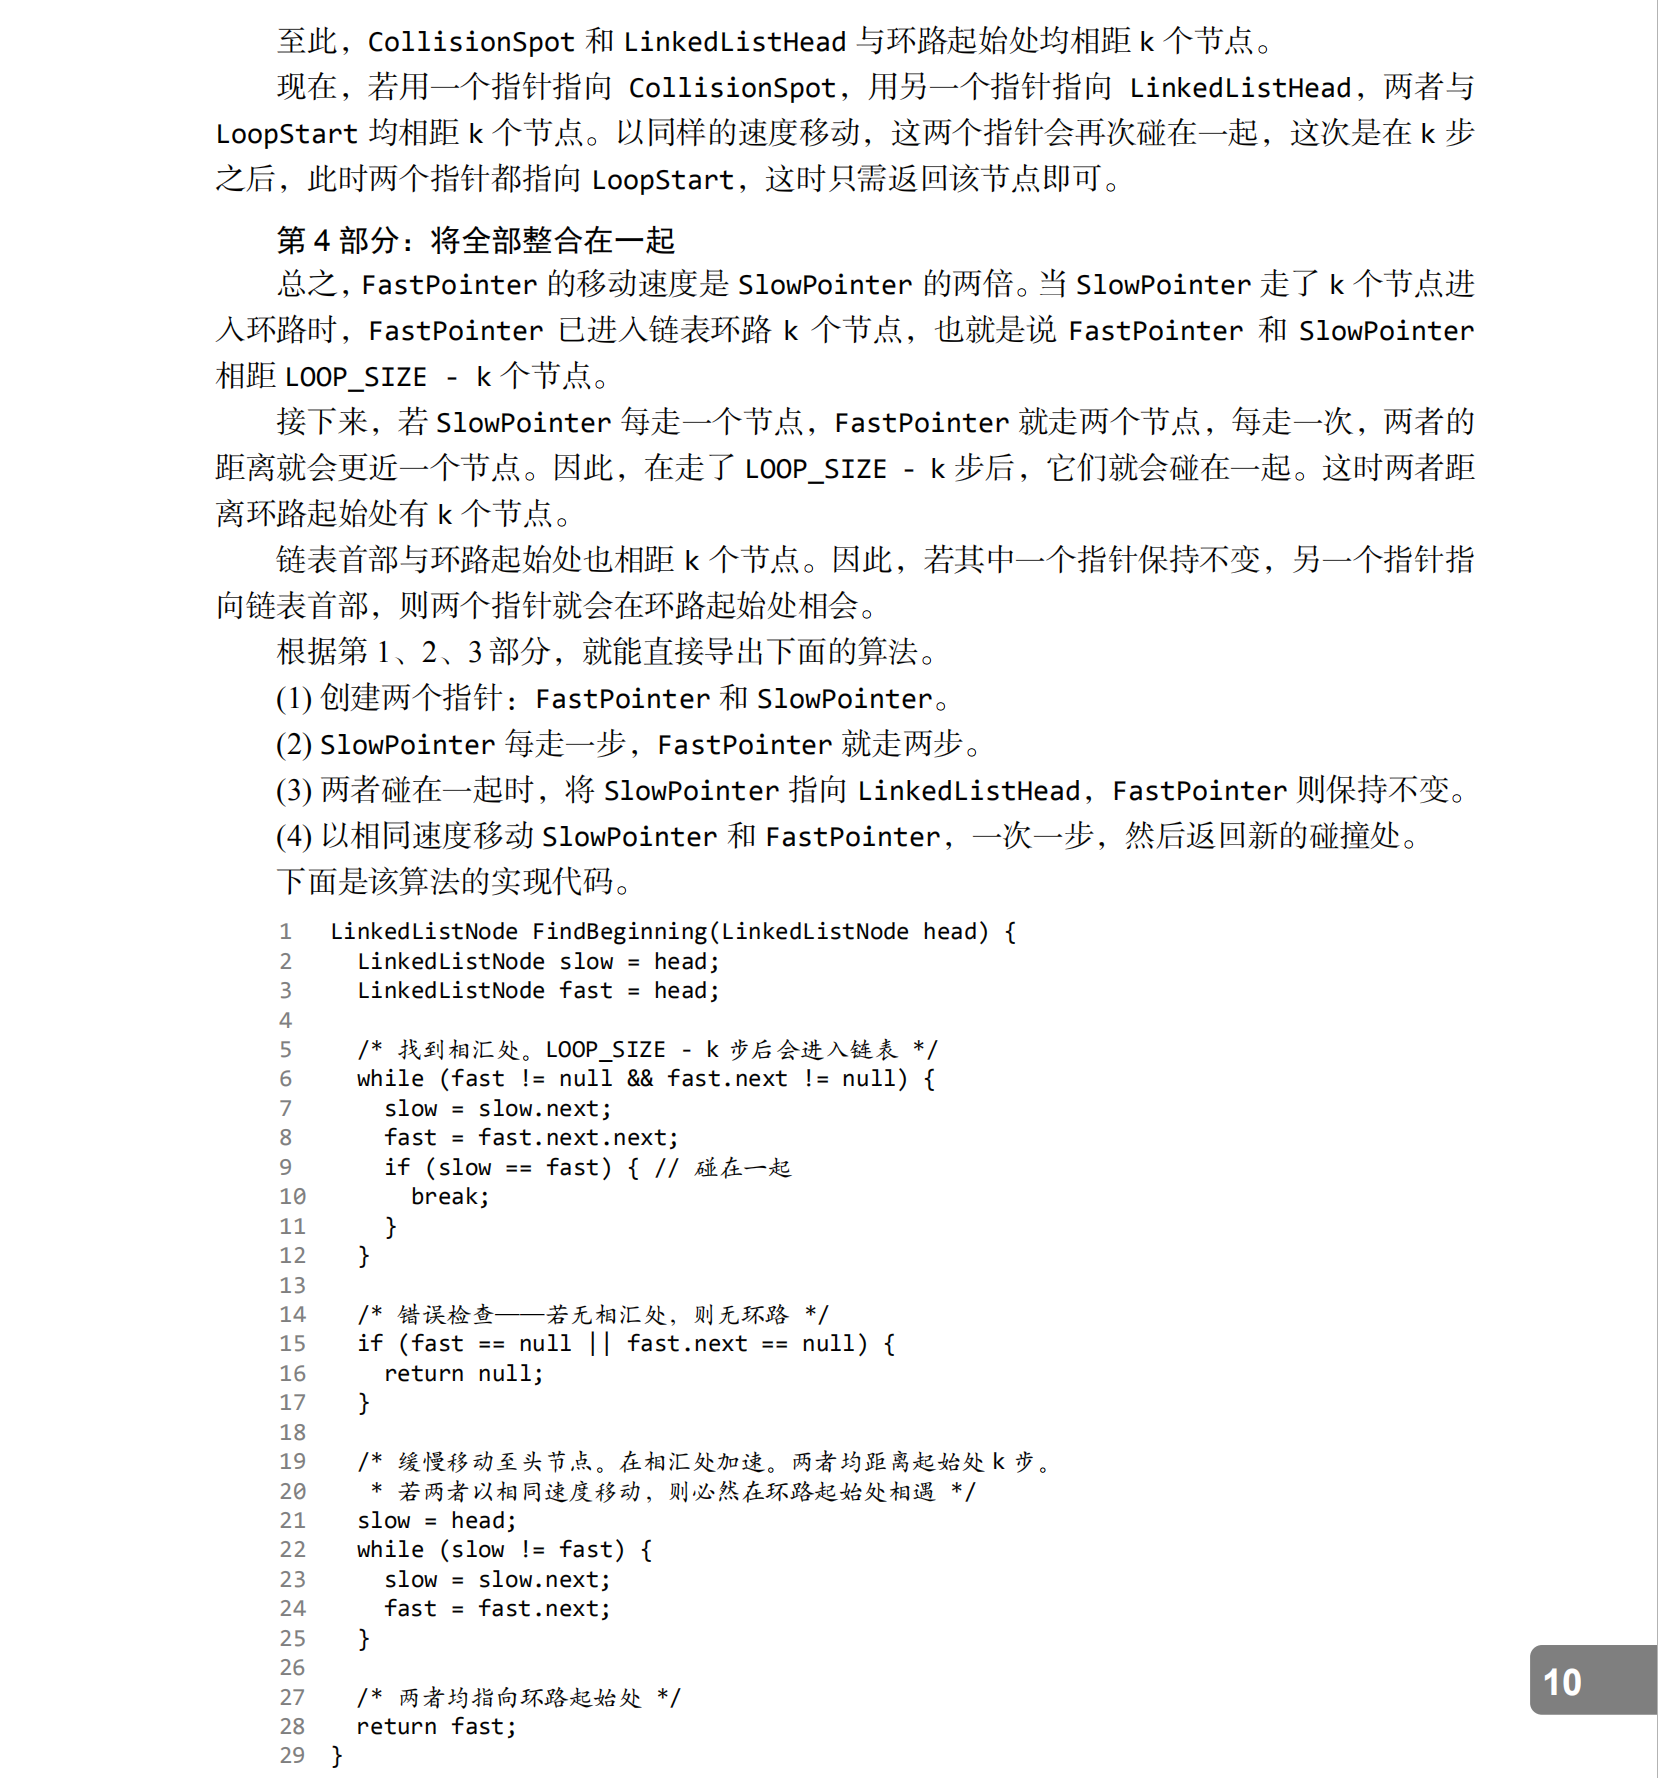 至此，CollisionSpot 和 LinkedListHead 与环路起始处均相距 k 个节点。
现在，若用一个指针指向 CollisionSpot，用另一个指针指向 LinkedListHead，两者与
LoopStart 均相距 k 个节点。以同样的速度移动，这两个指针会再次碰在一起，这次是在 k 步
之后，此时两个指针都指向 LoopStart，这时只需返回该节点即可。
第 4 部分：将全部整合在一起
总之，FastPointer 的移动速度是 SlowPointer 的两倍。当 SlowPointer 走了 k 个节点进
入环路时，FastPointer 已进入链表环路 k 个节点，也就是说 FastPointer 和 SlowPointer
相距 LOOP_SIZE - k 个节点。
接下来，若 SlowPointer 每走一个节点，FastPointer 就走两个节点，每走一次，两者的
距离就会更近一个节点。因此，在走了 LOOP_SIZE - k 步后，它们就会碰在一起。这时两者距
离环路起始处有 k 个节点。
链表首部与环路起始处也相距 k 个节点。因此，若其中一个指针保持不变，另一个指针指
向链表首部，则两个指针就会在环路起始处相会。
根据第 1、2、3 部分，就能直接导出下面的算法。
(1) 创建两个指针：FastPointer 和 SlowPointer。
(2) SlowPointer 每走一步，FastPointer 就走两步。
(3) 两者碰在一起时，将 SlowPointer 指向 LinkedListHead，FastPointer 则保持不变。
(4) 以相同速度移动 SlowPointer 和 FastPointer，一次一步，然后返回新的碰撞处。
下面是该算法的实现代码。
1 LinkedListNode FindBeginning(LinkedListNode head) {
2   LinkedListNode slow = head;
3   LinkedListNode fast = head;
4
5   /* 找到相汇处。LOOP_SIZE - k 步后会进入链表 */
6   while (fast != null && fast.next != null) {
7     slow = slow.next;
8     fast = fast.next.next;
9     if (slow == fast) { // 碰在一起
10       break;
11     }
12   }
13
14   /* 错误检查——若无相汇处，则无环路 */
15   if (fast == null || fast.next == null) {
16     return null;
17   }
18
19   /* 缓慢移动至头节点。在相汇处加速。两者均距离起始处 k 步。
20    * 若两者以相同速度移动，则必然在环路起始处相遇 */
21   slow = head;
22   while (slow != fast) {
23     slow = slow.next;
24     fast = fast.next;
25   }
26
27   /* 两者均指向环路起始处 */
28   return fast;
29 }
10